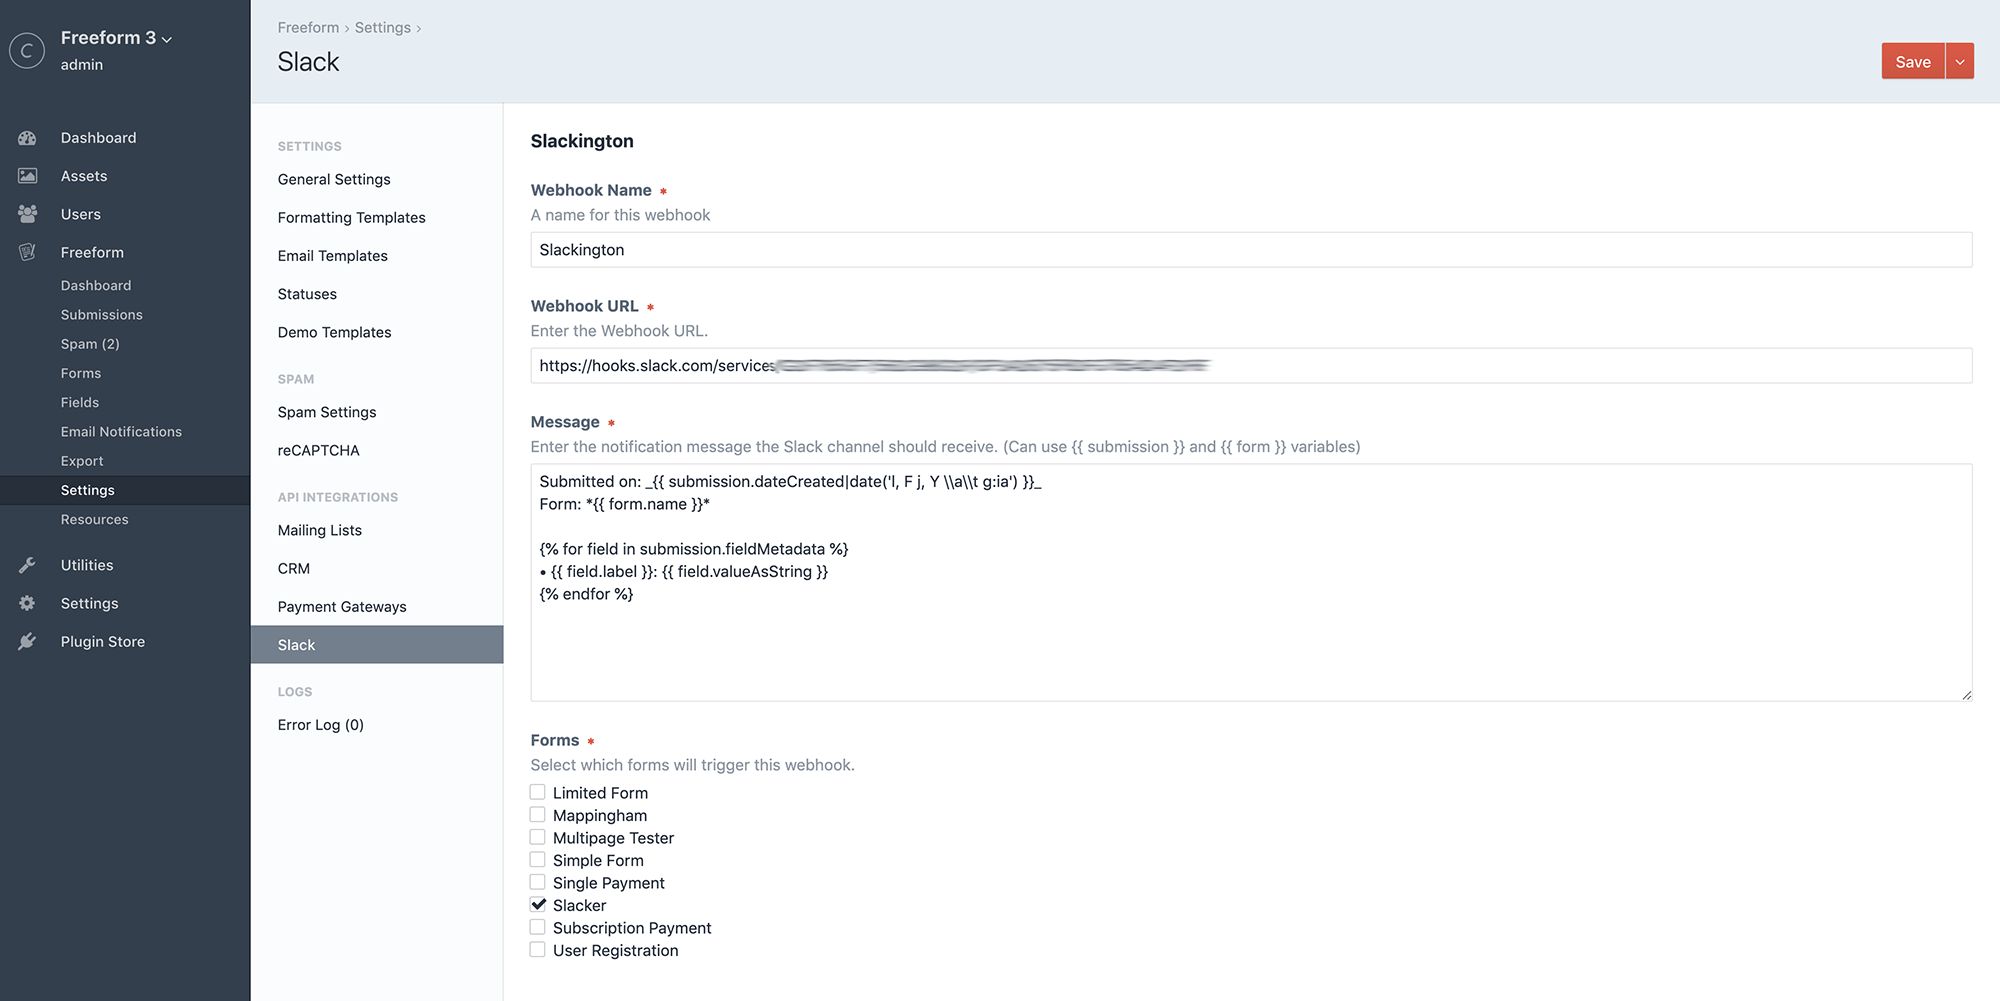 C
Freeform 3
admin
Dashboard
Assets
Users
Freeform
Dashboard
Submissions
Spam (2)
Forms
Fields
Email Notifications
Export
Settings
Resources
Utilities
Settings
Plugin Store
Freeform › Settings ›
Slack
Save
SETTINGS
General Settings
Formatting Templates
Email Templates
Statuses
Demo Templates
SPAM
Spam Settings
reCAPTCHA
API INTEGRATIONS
Mailing Lists
CRM
Payment Gateways
Slack
LOGS
Error Log (0)
Slackington
Webhook Name *
A name for this webhook
Slackington
Webhook URL *
Enter the Webhook URL.
https://hooks.slack.com/services
Message *
Enter the notification message the Slack channel should receive. (Can use {{ submission }} and {{ form }} variables)
Submitted on: _{{ submission.dateCreated|date('l, F j, Y \\a\\t g:ia') }}_
Form: *{{ form.name }}*
{% for field in submission.fieldMetadata %}
• {{ field.label }}: {{ field.valueAsString }}
{% endfor %}
Forms *
Select which forms will trigger this webhook.
Limited Form
Mappingham
Multipage Tester
Simple Form
Single Payment
Slacker
Subscription Payment
User Registration